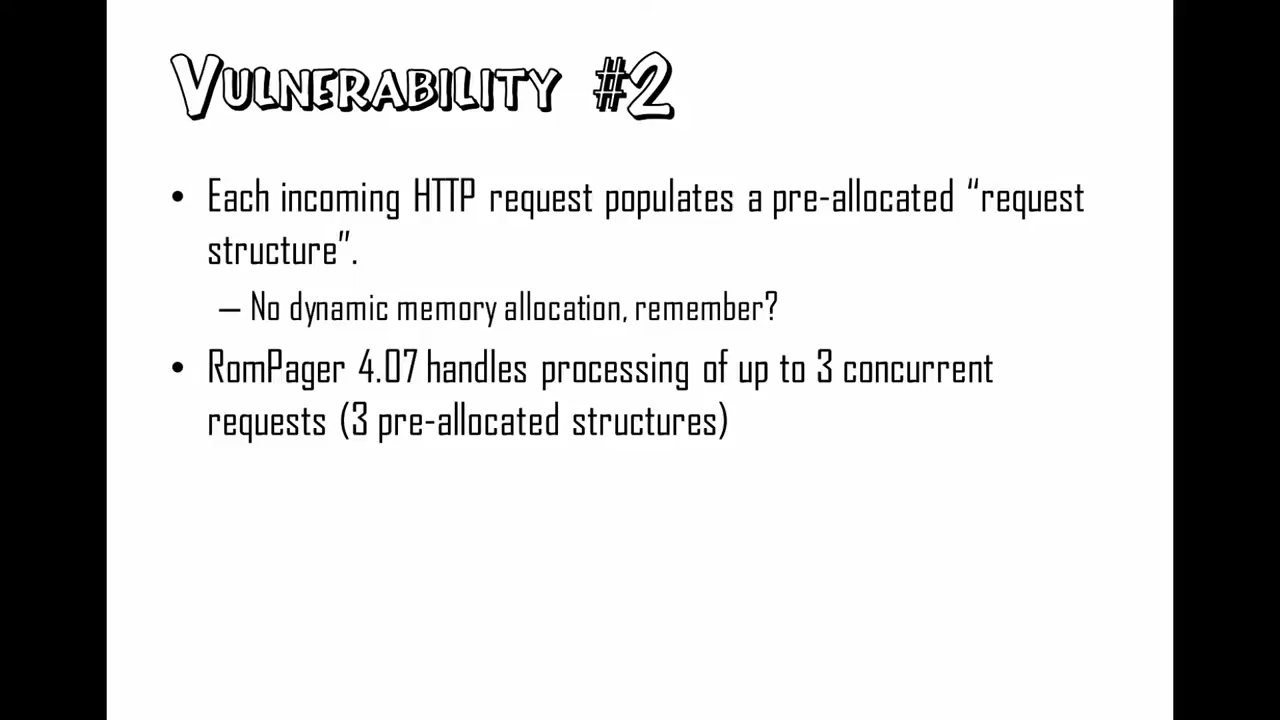 VULNERABILITY #2
• Each incoming HTTP request populates a pre-allocated “request
structure”.
– No dynamic memory allocation, remember?
• RomPager 4.07 handles processing of up to 3 concurrent
requests (3 pre-allocated structures)